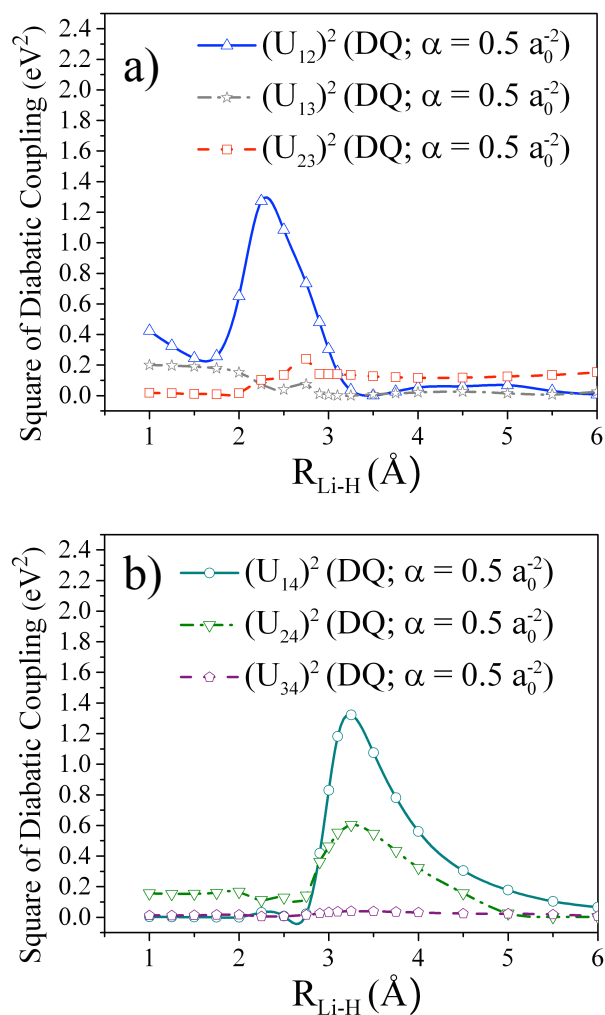 a)
(U₁₂)² (DQ; α = 0.5 a₀⁻²)
(U₁₃)² (DQ; α = 0.5 a₀⁻²)
(U₂₃)² (DQ; α = 0.5 a₀⁻²)
Square of Diabatic Coupling (eV²)
2.4
2.2
2.0
1.8
1.6
1.4
1.2
1.0
0.8
0.6
0.4
0.2
0.0
1 2 3 4 5 6
R_Li-H (Å)
b)
(U₁₄)² (DQ; α = 0.5 a₀⁻²)
(U₂₄)² (DQ; α = 0.5 a₀⁻²)
(U₃₄)² (DQ; α = 0.5 a₀⁻²)
Square of Diabatic Coupling (eV²)
2.4
2.2
2.0
1.8
1.6
1.4
1.2
1.0
0.8
0.6
0.4
0.2
0.0
1 2 3 4 5 6
R_Li-H (Å)